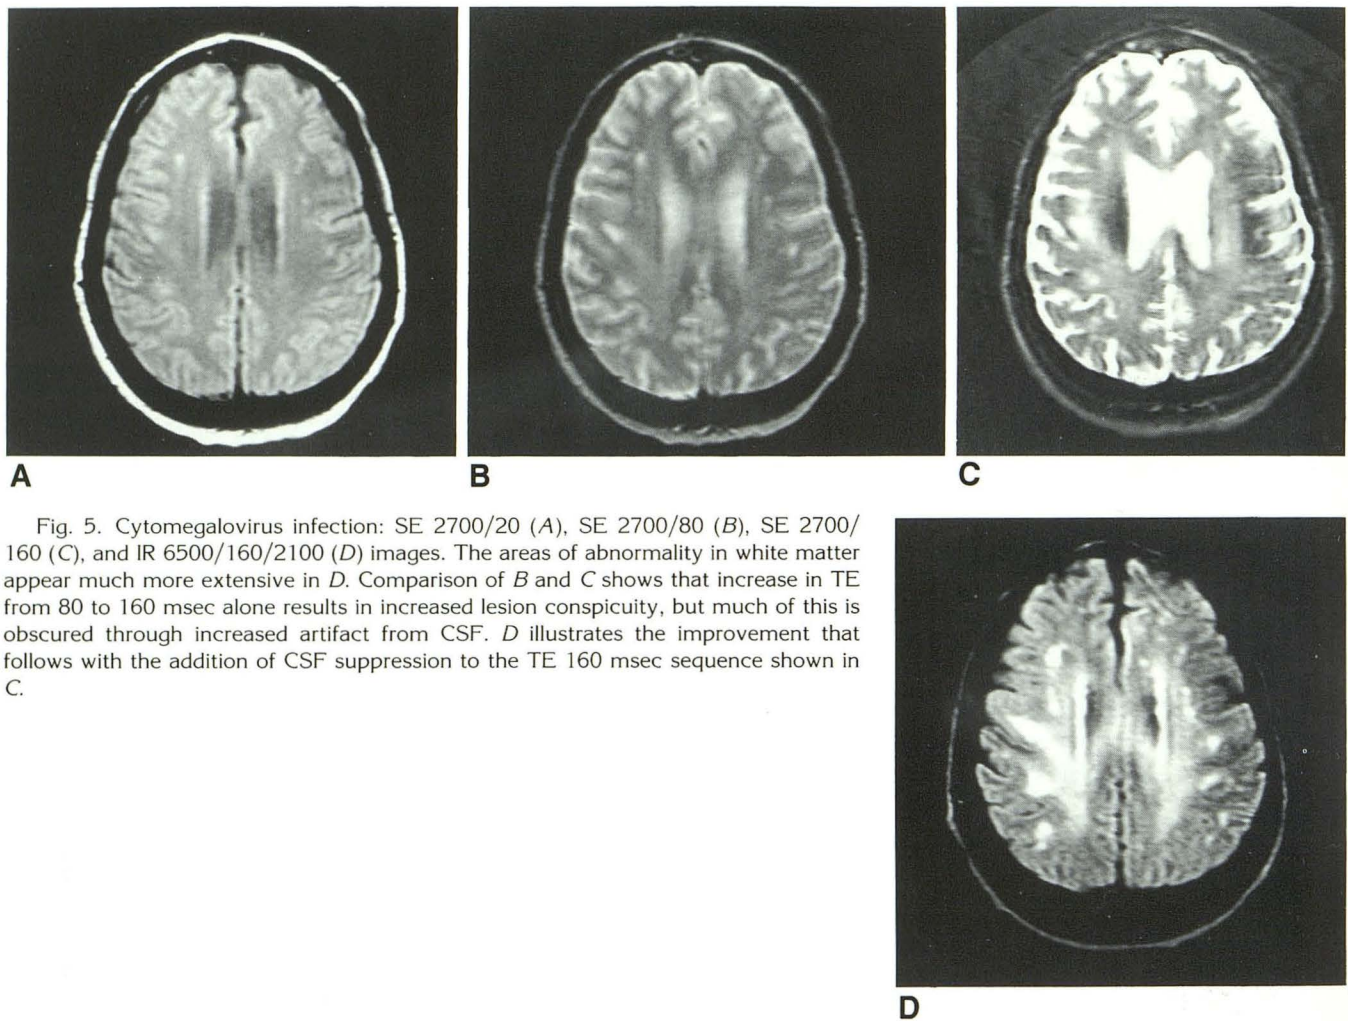 A
B
C
Fig. 5. Cytomegalovirus infection: SE 2700/20 (A), SE 2700/80 (B), SE 2700/
160 (C), and IR 6500/160/2100 (D) images. The areas of abnormality in white matter
appear much more extensive in D. Comparison of B and C shows that increase in TE
from 80 to 160 msec alone results in increased lesion conspicuity, but much of this is
obscured through increased artifact from CSF. D illustrates the improvement that
follows with the addition of CSF suppression to the TE 160 msec sequence shown in
C.
D